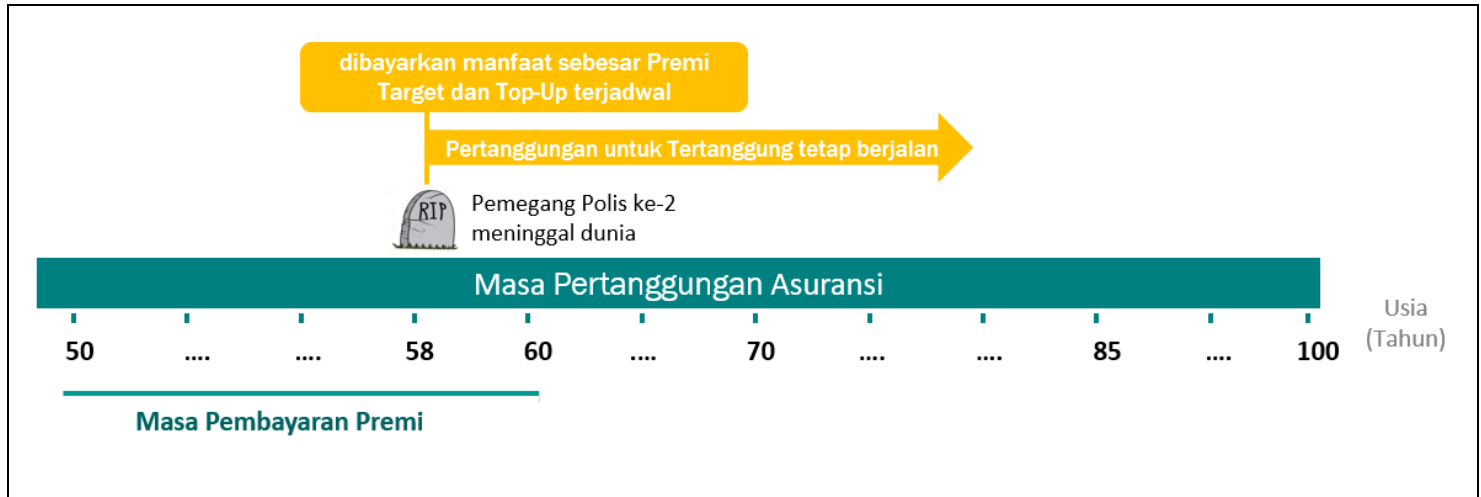 dibayarkan manfaat sebesar Premi
Target dan Top-Up terjadwal
Pertanggungan untuk Tertanggung tetap berjalan
RIP
Pemegang Polis ke-2
meninggal dunia
Masa Pertanggungan Asuransi
Usia
(Tahun)
50 .... .... 58 60 .... 70 .... .... 85 .... 100
Masa Pembayaran Premi